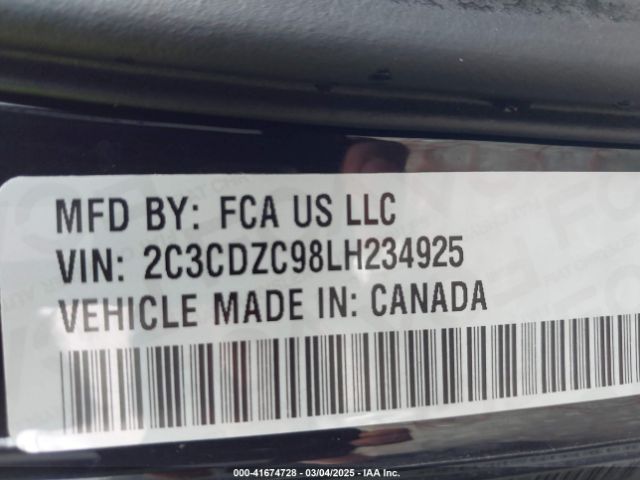 MFD BY: FCA US LLC
VIN: 2C3CDZC98LH234925
VEHICLE MADE IN: CANADA
000-41674728 - 03/04/2025 - IAA Inc.